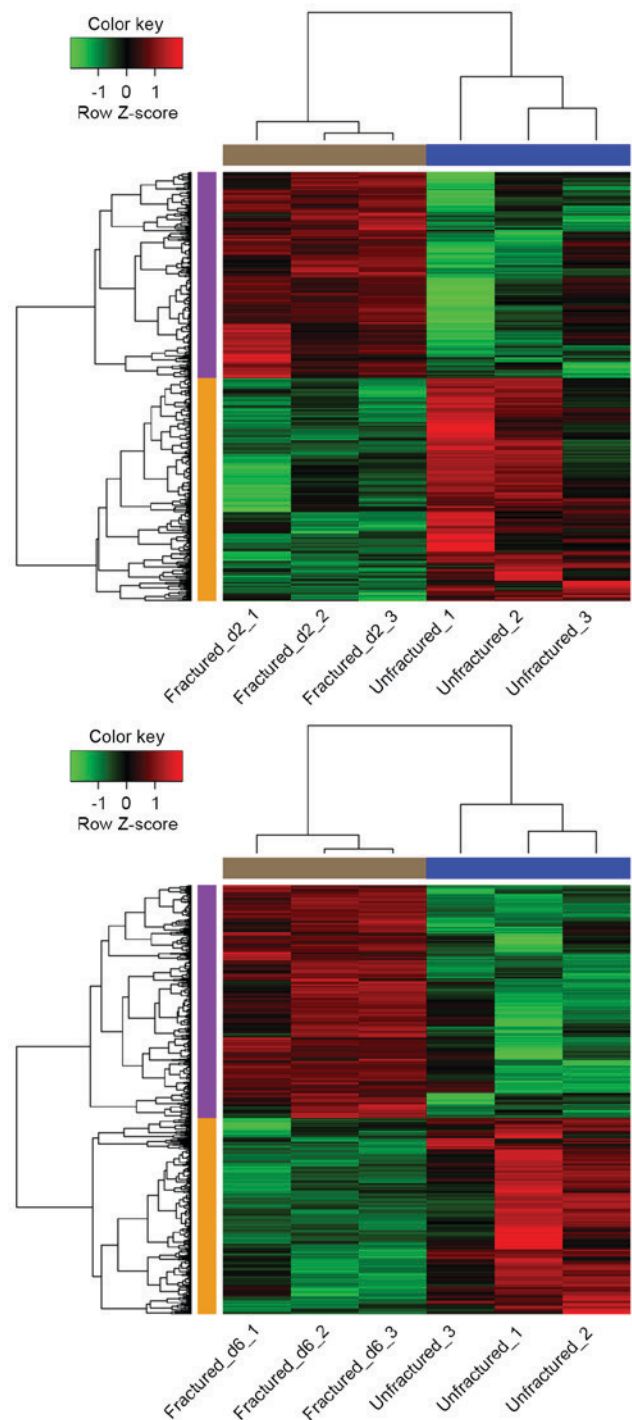 Color key
-1 0 1
Row Z-score
Fractured_d2_1
Fractured_d2_2
Fractured_d2_3
Unfractured_1
Unfractured_2
Unfractured_3
Color key
-1 0 1
Row Z-score
Fractured_d6_1
Fractured_d6_2
Fractured_d6_3
Unfractured_3
Unfractured_1
Unfractured_2